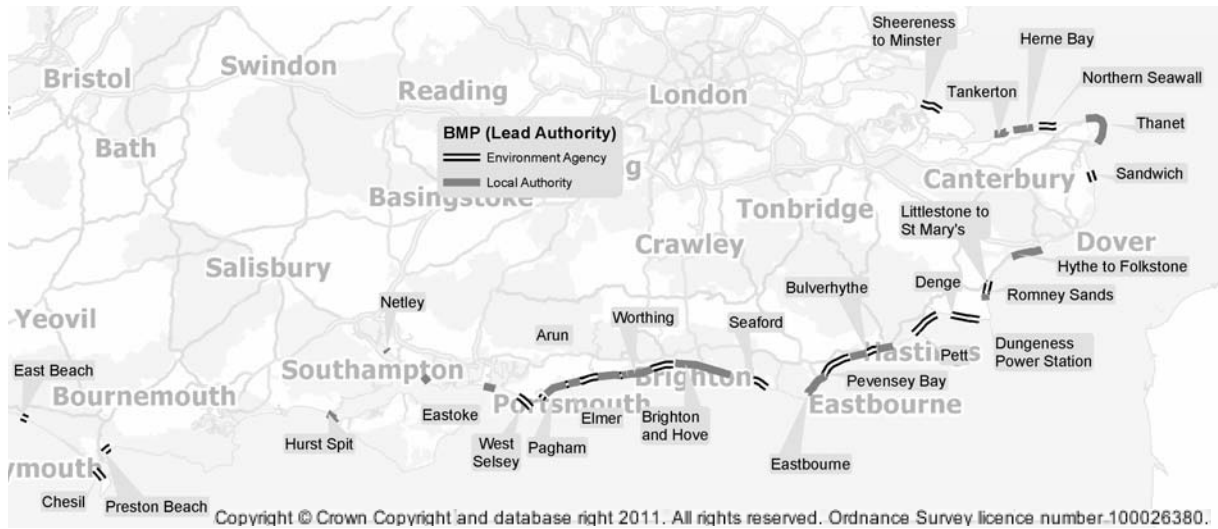 Sheereness
to Minster
Herne Bay
Northern Seawall
Swindon
Bristol
Reading
London
Tankerton
Thanet
BMP (Lead Authority)
Environment Agency
Local Authority
Bath
Basingstoke
Canterbury
Sandwich
Tonbridge
Littlestone to
St Mary's
Crawley
Dover
Salisbury
Hythe to Folkstone
Netley
Bulverhythe
Denge
Romney Sands
Yeovil
Arun
Worthing
Seaford
East Beach
Southampton
Hastings
Pett
Dungeness
Power Station
Bournemouth
Brighton
Pevensey Bay
Portsmouth
Eastbourne
Eastoke
Elmer
Brighton
and Hove
Hurst Spit
West
Selsey
Pagham
Eastbourne
ymouth
Chesil
Preston Beach
Copyright © Crown Copyright and database right 2011. All rights reserved. Ordnance Survey licence number 100026380.